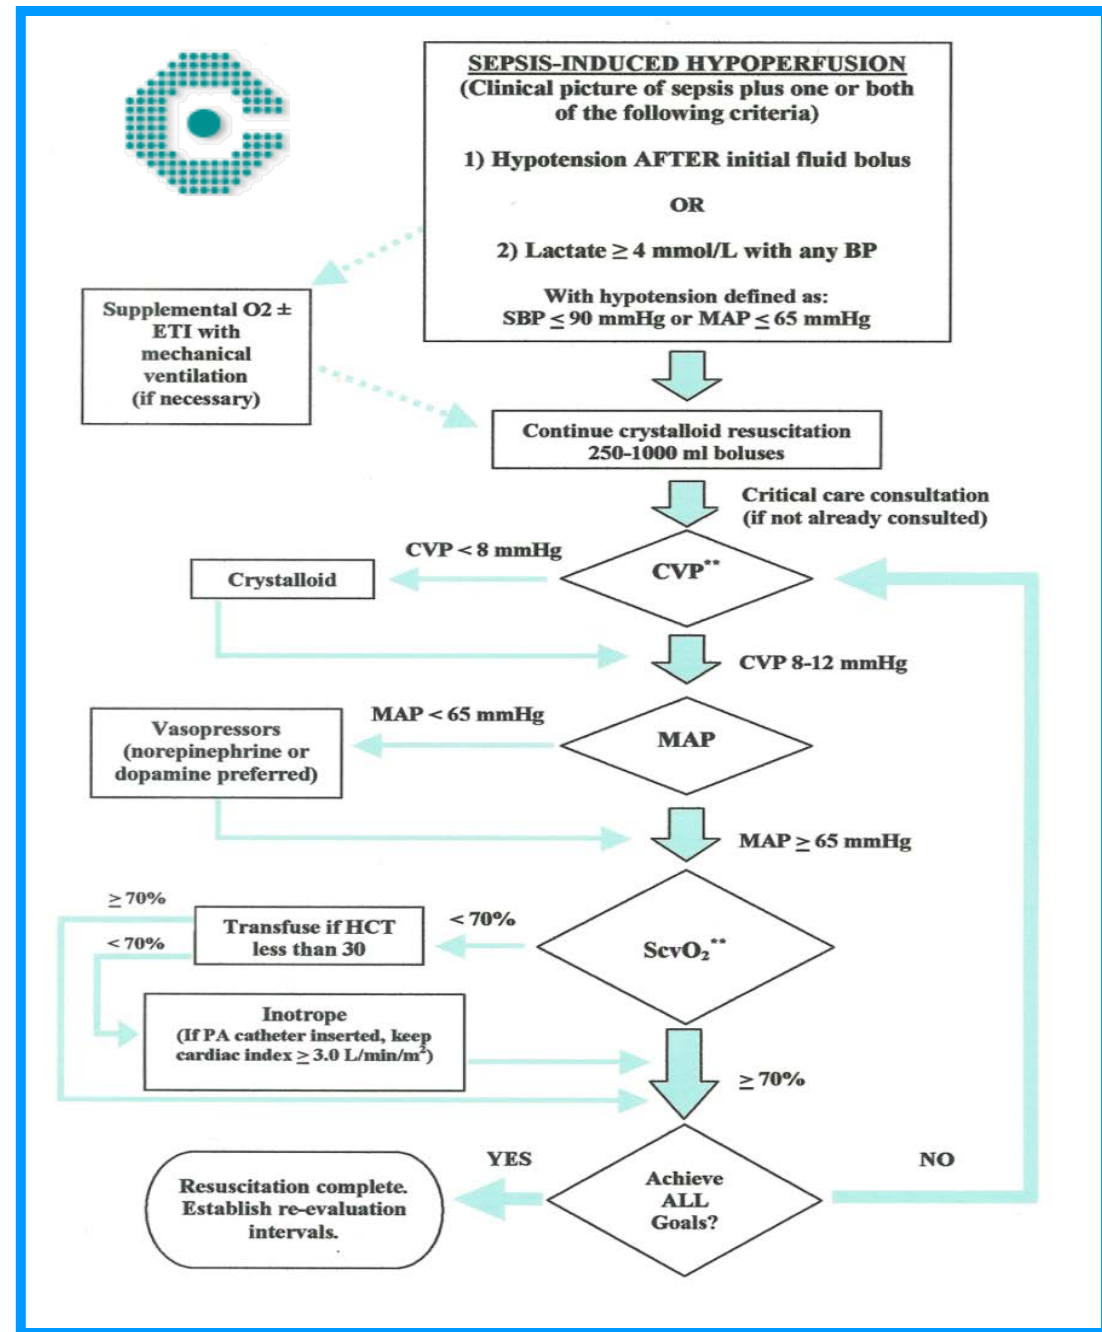 SEPSIS-INDUCED HYPOPERFUSION
(Clinical picture of sepsis plus one or both
of the following criteria)
1) Hypotension AFTER initial fluid bolus
OR
2) Lactate ≥ 4 mmol/L with any BP
With hypotension defined as:
SBP ≤ 90 mmHg or MAP ≤ 65 mmHg
Supplemental O2 ±
ETI with
mechanical
ventilation
(if necessary)
Continue crystalloid resuscitation
250-1000 ml boluses
Critical care consultation
(if not already consulted)
CVP < 8 mmHg
CVP**
Crystalloid
CVP 8-12 mmHg
MAP < 65 mmHg
MAP
Vasopressors
(norepinephrine or
dopamine preferred)
MAP ≥ 65 mmHg
≥ 70%
< 70%
Transfuse if HCT
less than 30
< 70%
ScvO₂**
Inotrope
(If PA catheter inserted, keep
cardiac index ≥ 3.0 L/min/m²)
≥ 70%
YES
NO
Achieve
ALL
Goals?
Resuscitation complete.
Establish re-evaluation
intervals.